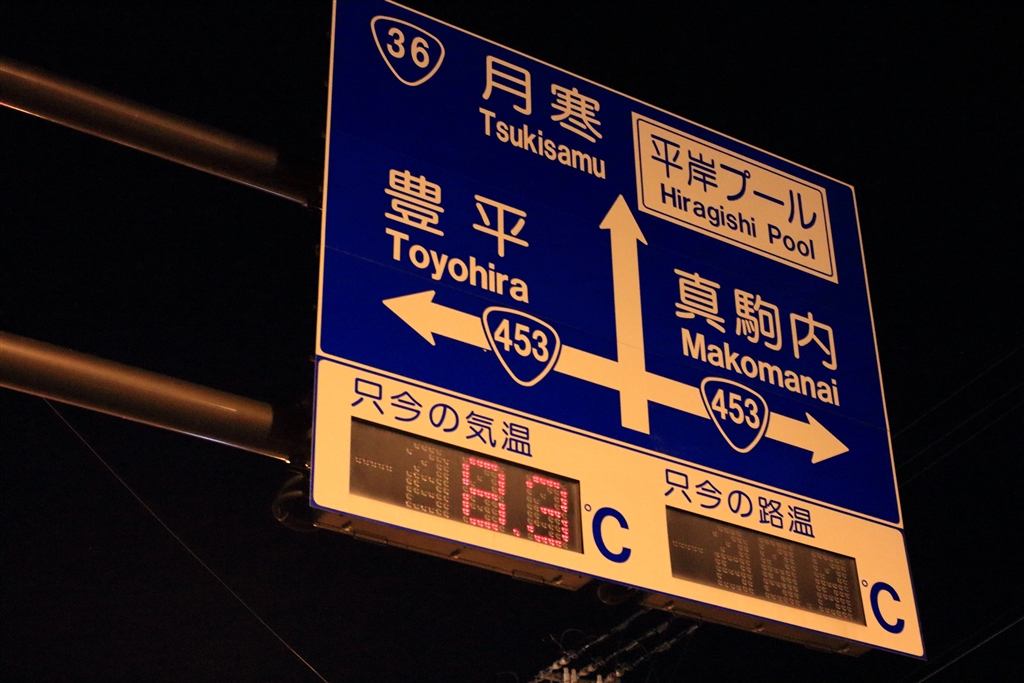 36
月寒
Tsukisamu
平岸プール
Hiragishi Pool
豊平
Toyohira
真駒内
Makomanai
453
453
只今の気温
8.3 °C
只今の路温
°C